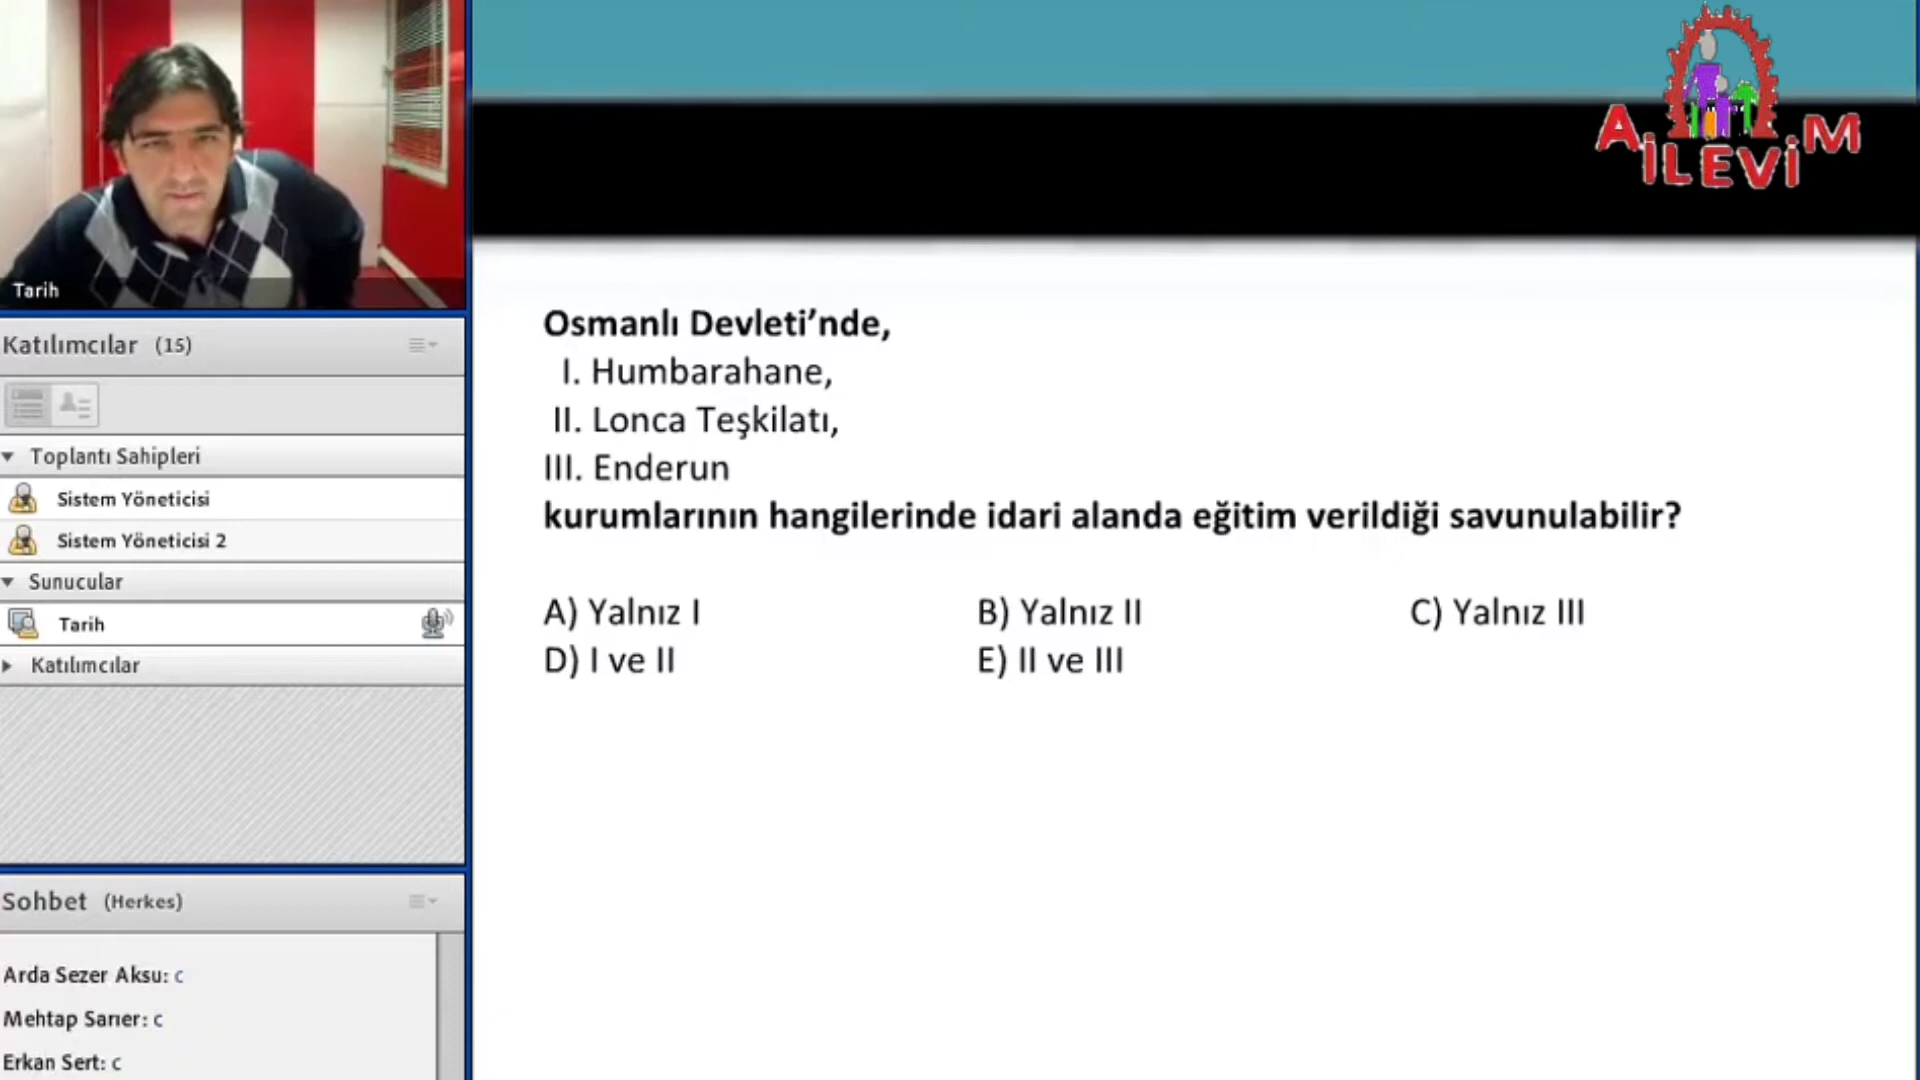 AİLEVİM
Tarih
Katılımcılar (15)
Toplantı Sahipleri
Sistem Yöneticisi
Sistem Yöneticisi 2
Sunucular
Tarih
Katılımcılar
Sohbet (Herkes)
Arda Sezer Aksu: c
Mehtap Sarıer: c
Erkan Sert: c
Osmanlı Devleti’nde,
I. Humbarahane,
II. Lonca Teşkilatı,
III. Enderun
kurumlarının hangilerinde idari alanda eğitim verildiği savunulabilir?
A) Yalnız I B) Yalnız II C) Yalnız III
D) I ve II E) II ve III